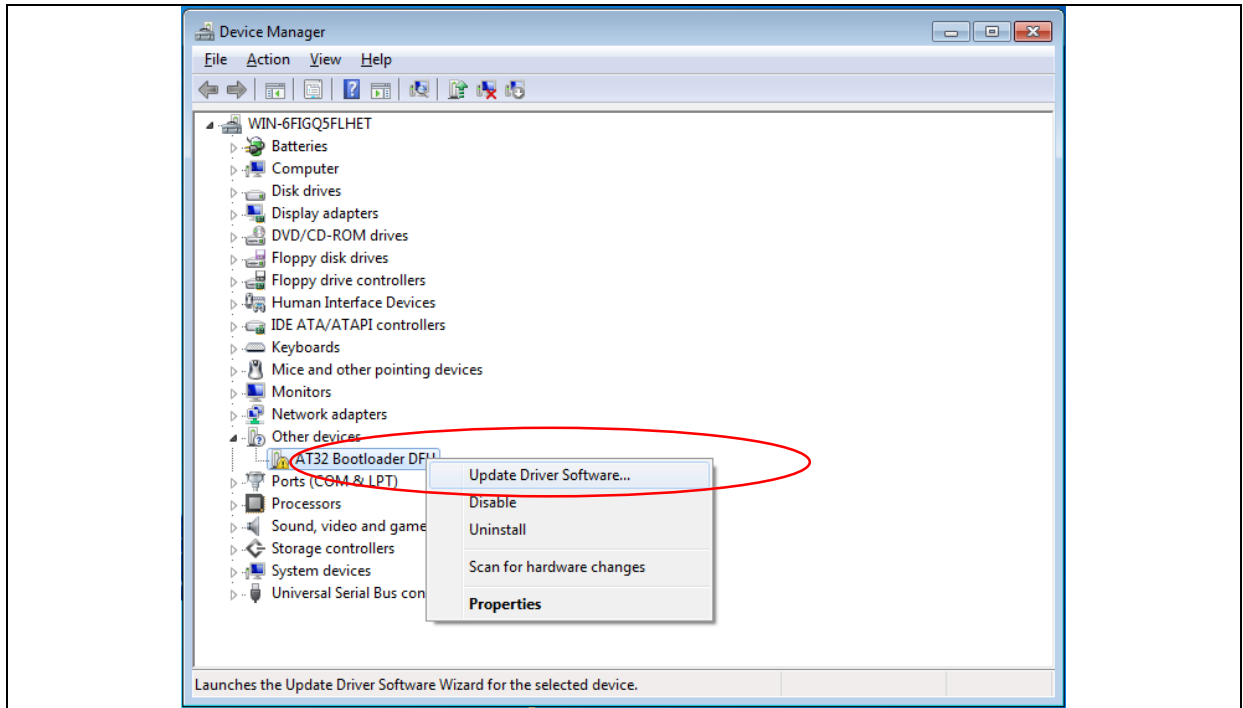 Device Manager
File Action View Help
WIN-6FIGQ5FLHET
Batteries
Computer
Disk drives
Display adapters
DVD/CD-ROM drives
Floppy disk drives
Floppy drive controllers
Human Interface Devices
IDE ATA/ATAPI controllers
Keyboards
Mice and other pointing devices
Monitors
Network adapters
Other devices
AT32 Bootloader DFU
Ports (COM & LPT)
Processors
Sound, video and game
Storage controllers
System devices
Universal Serial Bus con
Update Driver Software...
Disable
Uninstall
Scan for hardware changes
Properties
Launches the Update Driver Software Wizard for the selected device.